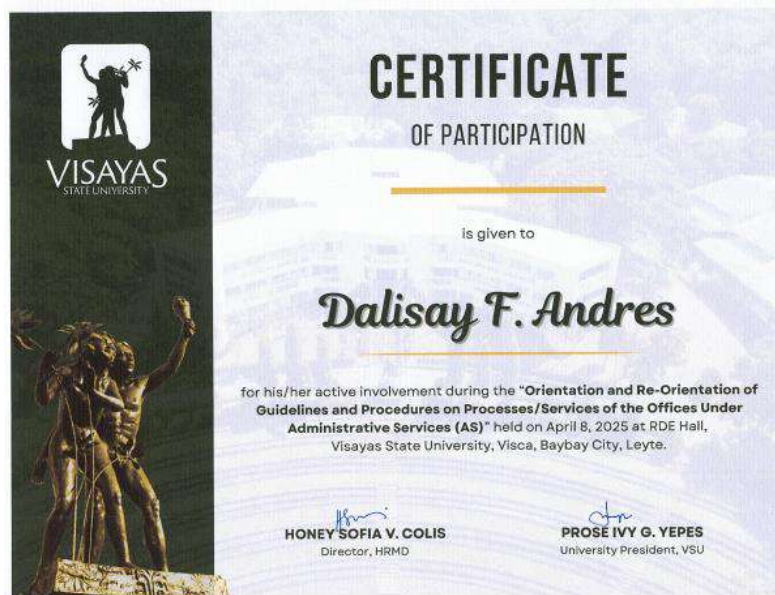 VISAYAS
STATE UNIVERSITY
CERTIFICATE
OF PARTICIPATION
is given to
Dalisay F. Andres
for his/her active involvement during the "Orientation and Re-Orientation of
Guidelines and Procedures on Processes/Services of the Offices Under
Administrative Services (AS)" held on April 8, 2025 at RDE Hall,
Visayas State University, Visca, Baybay City, Leyte.
HONEY SOFIA V. COLIS
Director, HRMD
PROSE IVY G. YEPES
University President, VSU